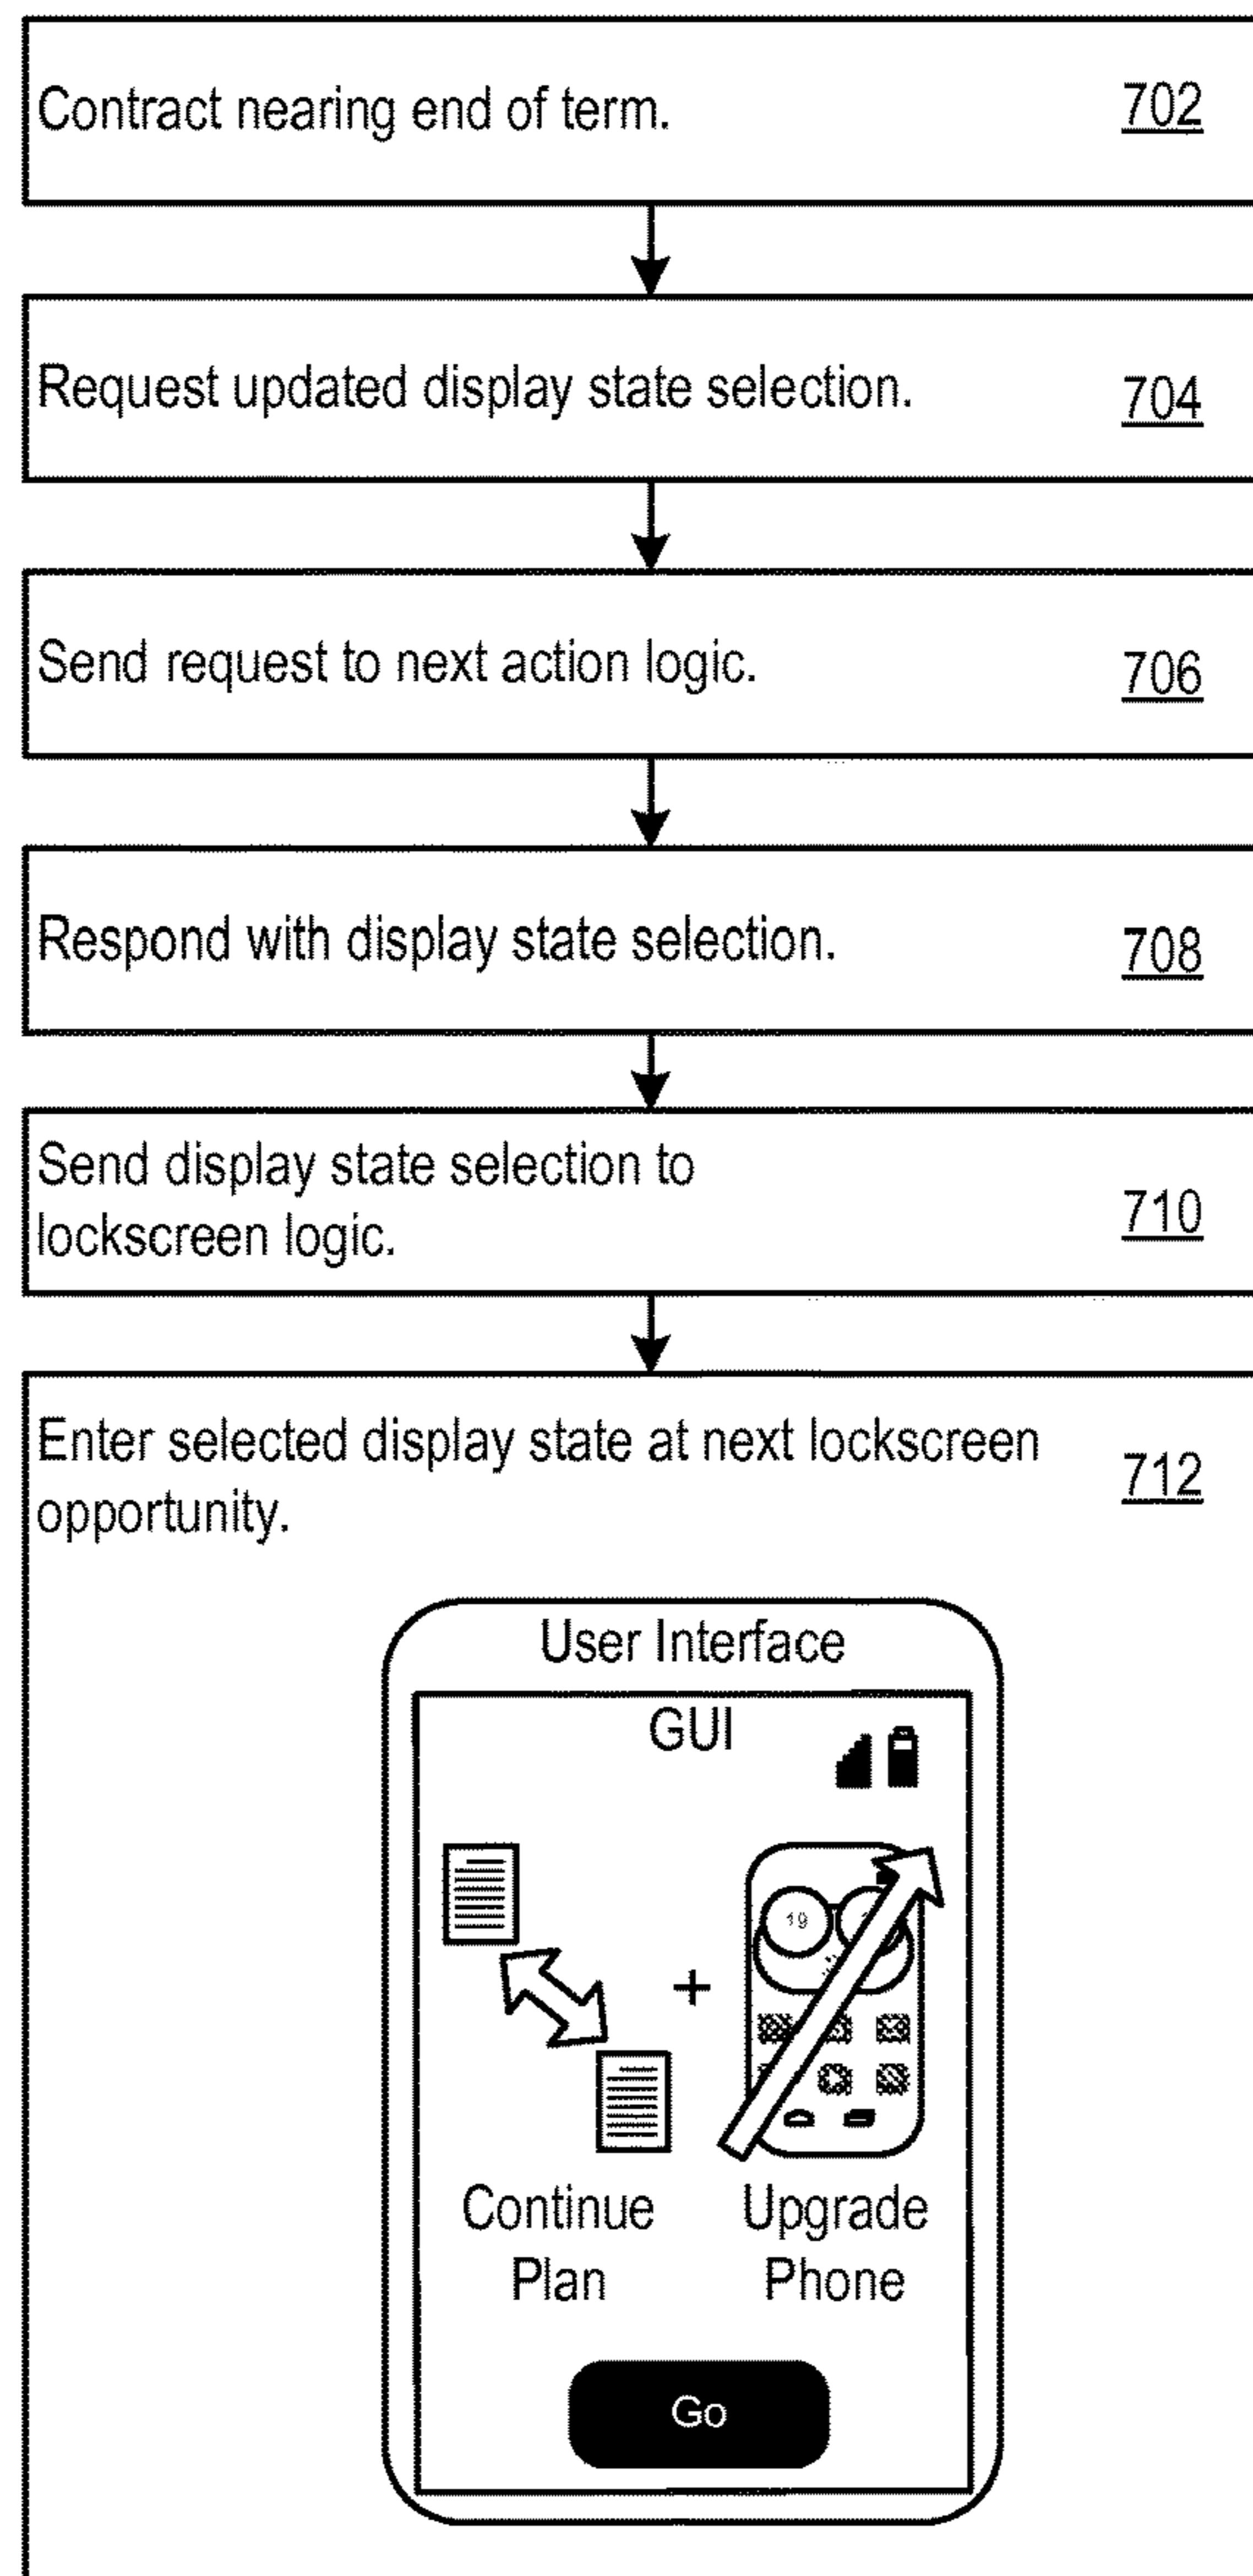 Contract nearing end of term.
702
Request updated display state selection.
704
Send request to next action logic.
706
Respond with display state selection.
708
Send display state selection to
lockscreen logic.
710
Enter selected display state at next lockscreen
opportunity.
712
User Interface
GUI
19
+
Continue
Plan
Upgrade
Phone
Go